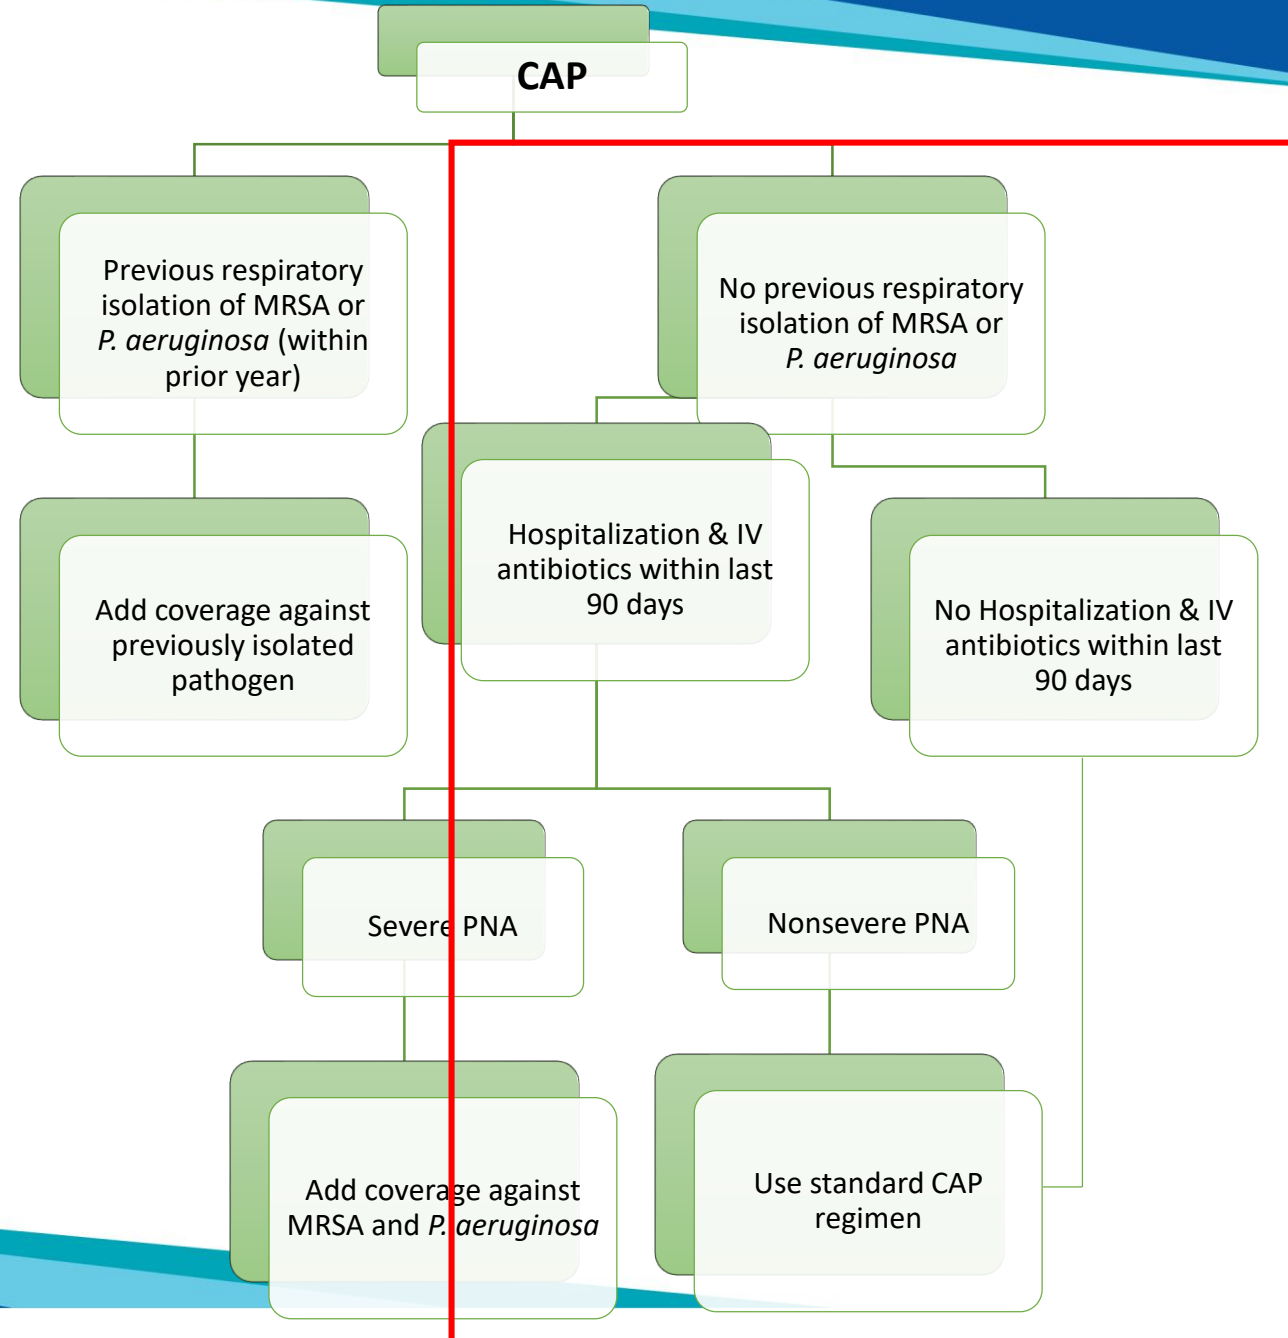 CAP
Previous respiratory
isolation of MRSA or
P. aeruginosa (within
prior year)
No previous respiratory
isolation of MRSA or
P. aeruginosa
Add coverage against
previously isolated
pathogen
Hospitalization & IV
antibiotics within last
90 days
No Hospitalization & IV
antibiotics within last
90 days
Severe PNA
Nonsevere PNA
Add coverage against
MRSA and P. aeruginosa
Use standard CAP
regimen